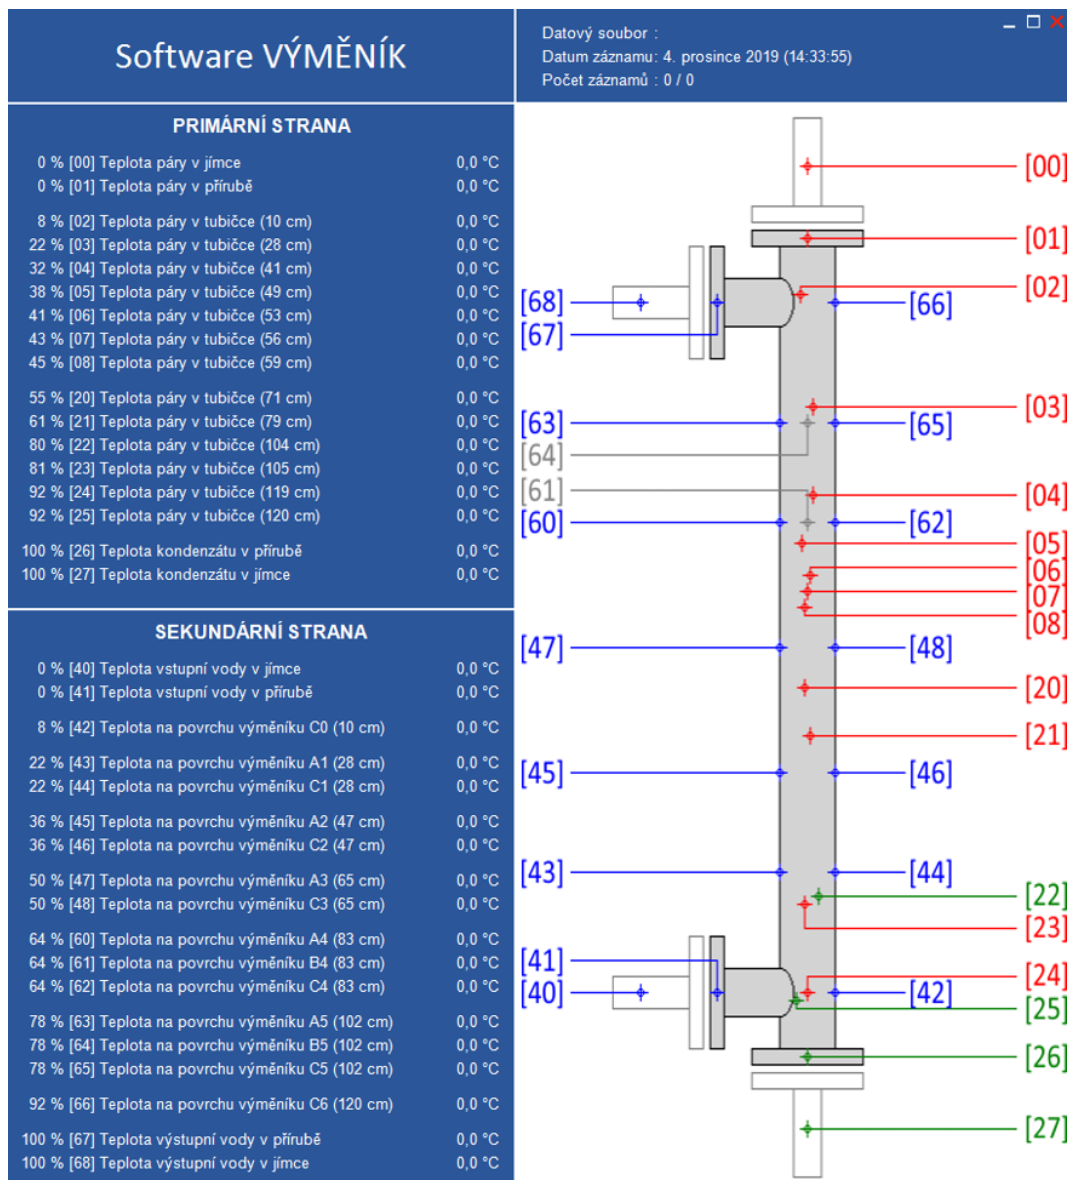 Software VÝMĚNÍK
Datový soubor :
Datum záznamu: 4. prosince 2019 (14:33:55)
Počet záznamů : 0 / 0
PRIMÁRNÍ STRANA
0 % [00] Teplota páry v jímce 0,0 °C
0 % [01] Teplota páry v přírubě 0,0 °C
8 % [02] Teplota páry v tubičce (10 cm) 0,0 °C
22 % [03] Teplota páry v tubičce (28 cm) 0,0 °C
32 % [04] Teplota páry v tubičce (41 cm) 0,0 °C
38 % [05] Teplota páry v tubičce (49 cm) 0,0 °C
41 % [06] Teplota páry v tubičce (53 cm) 0,0 °C
43 % [07] Teplota páry v tubičce (56 cm) 0,0 °C
45 % [08] Teplota páry v tubičce (59 cm) 0,0 °C
55 % [20] Teplota páry v tubičce (71 cm) 0,0 °C
61 % [21] Teplota páry v tubičce (79 cm) 0,0 °C
80 % [22] Teplota páry v tubičce (104 cm) 0,0 °C
81 % [23] Teplota páry v tubičce (105 cm) 0,0 °C
92 % [24] Teplota páry v tubičce (119 cm) 0,0 °C
92 % [25] Teplota páry v tubičce (120 cm) 0,0 °C
100 % [26] Teplota kondenzátu v přírubě 0,0 °C
100 % [27] Teplota kondenzátu v jímce 0,0 °C
SEKUNDÁRNÍ STRANA
0 % [40] Teplota vstupní vody v jímce 0,0 °C
0 % [41] Teplota vstupní vody v přírubě 0,0 °C
8 % [42] Teplota na povrchu výměníku C0 (10 cm) 0,0 °C
22 % [43] Teplota na povrchu výměníku A1 (28 cm) 0,0 °C
22 % [44] Teplota na povrchu výměníku C1 (28 cm) 0,0 °C
36 % [45] Teplota na povrchu výměníku A2 (47 cm) 0,0 °C
36 % [46] Teplota na povrchu výměníku C2 (47 cm) 0,0 °C
50 % [47] Teplota na povrchu výměníku A3 (65 cm) 0,0 °C
50 % [48] Teplota na povrchu výměníku C3 (65 cm) 0,0 °C
64 % [60] Teplota na povrchu výměníku A4 (83 cm) 0,0 °C
64 % [61] Teplota na povrchu výměníku B4 (83 cm) 0,0 °C
64 % [62] Teplota na povrchu výměníku C4 (83 cm) 0,0 °C
78 % [63] Teplota na povrchu výměníku A5 (102 cm) 0,0 °C
78 % [64] Teplota na povrchu výměníku B5 (102 cm) 0,0 °C
78 % [65] Teplota na povrchu výměníku C5 (102 cm) 0,0 °C
92 % [66] Teplota na povrchu výměníku C6 (120 cm) 0,0 °C
100 % [67] Teplota výstupní vody v přírubě 0,0 °C
100 % [68] Teplota výstupní vody v jímce 0,0 °C
[00]
[01]
[02]
[68] [66]
[67]
[03]
[63] [65]
[64]
[61] [04]
[60] [62]
[05]
[06]
[07]
[08]
[47] [48]
[20]
[21]
[45] [46]
[43] [44]
[22]
[23]
[41]
[24]
[40] [42]
[25]
[26]
[27]